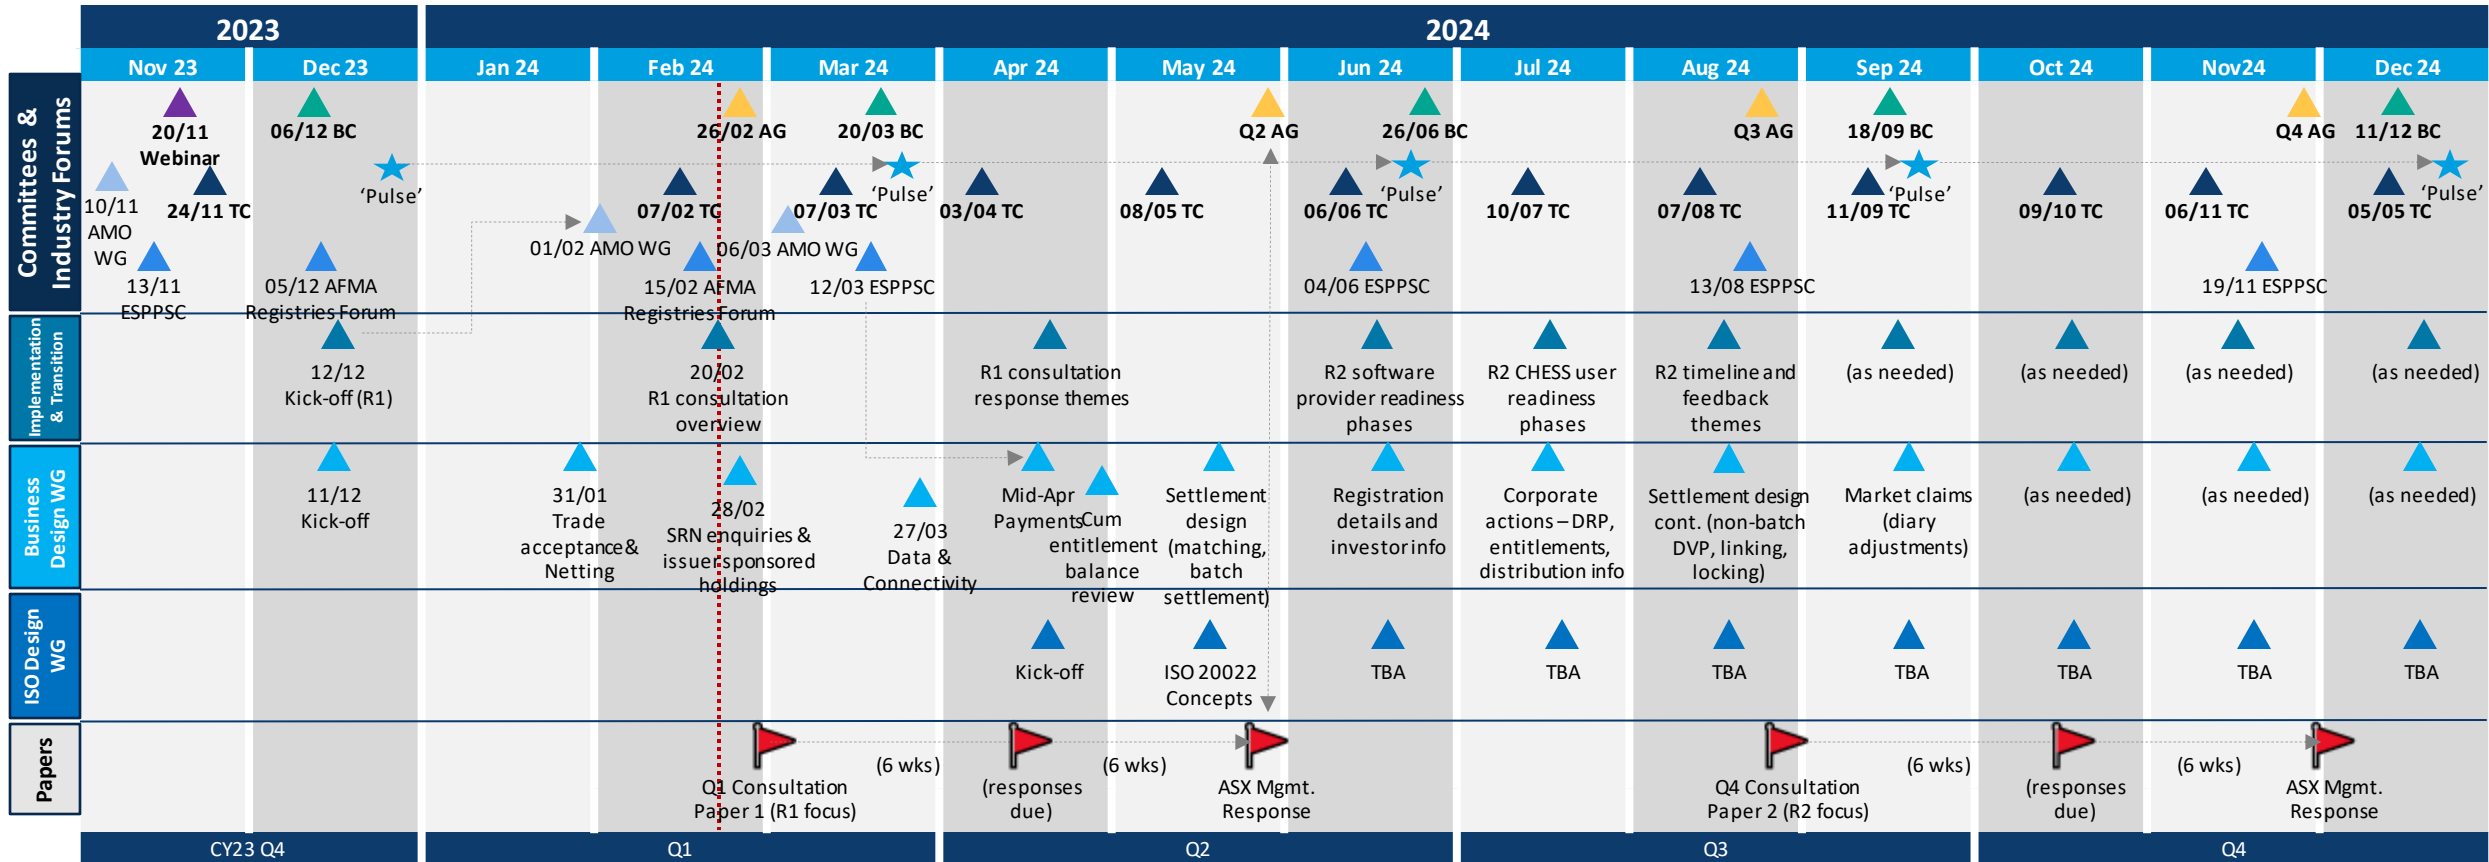 2023
2024
Nov 23
Dec 23
Jan 24
Feb 24
Mar 24
Apr 24
May 24
Jun 24
Jul 24
Aug 24
Sep 24
Oct 24
Nov24
Dec 24
Committees &
Industry Forums
20/11
Webinar
06/12 BC
26/02 AG
20/03 BC
Q2 AG
26/06 BC
Q3 AG
18/09 BC
Q4 AG
11/12 BC
10/11
AMO
WG
24/11 TC
‘Pulse’
07/02 TC
07/03 TC
‘Pulse’
03/04 TC
08/05 TC
06/06 TC
‘Pulse’
10/07 TC
07/08 TC
11/09 TC
‘Pulse’
09/10 TC
06/11 TC
05/05 TC
‘Pulse’
01/02 AMO WG
06/03 AMO WG
13/11
ESPPSC
05/12 AFMA
Registries Forum
15/02 AFMA
Registries Forum
12/03 ESPPSC
04/06 ESPPSC
13/08 ESPPSC
19/11 ESPPSC
Implementation
& Transition
12/12
Kick-off (R1)
20/02
R1 consultation
overview
R1 consultation
response themes
R2 software
provider readiness
phases
R2 CHESS user
readiness
phases
R2 timeline and
feedback
themes
(as needed)
(as needed)
(as needed)
(as needed)
Business
Design WG
11/12
Kick-off
31/01
Trade
acceptance &
Netting
28/02
SRN enquiries &
issuer sponsored
holdings
27/03
Data &
Connectivity
Mid-Apr
Payments
Cum
entitlement
balance
review
Settlement
design
(matching,
batch
settlement)
Registration
details and
investor info
Corporate
actions – DRP,
entitlements,
distribution info
Settlement design
cont. (non-batch
DVP, linking,
locking)
Market claims
(diary
adjustments)
(as needed)
(as needed)
(as needed)
ISO Design
WG
Kick-off
ISO 20022
Concepts
TBA
TBA
TBA
TBA
TBA
TBA
TBA
Papers
Q1 Consultation
Paper 1 (R1 focus)
(6 wks)
(responses
due)
(6 wks)
ASX Mgmt.
Response
Q4 Consultation
Paper 2 (R2 focus)
(6 wks)
(responses
due)
(6 wks)
ASX Mgmt.
Response
CY23 Q4
Q1
Q2
Q3
Q4